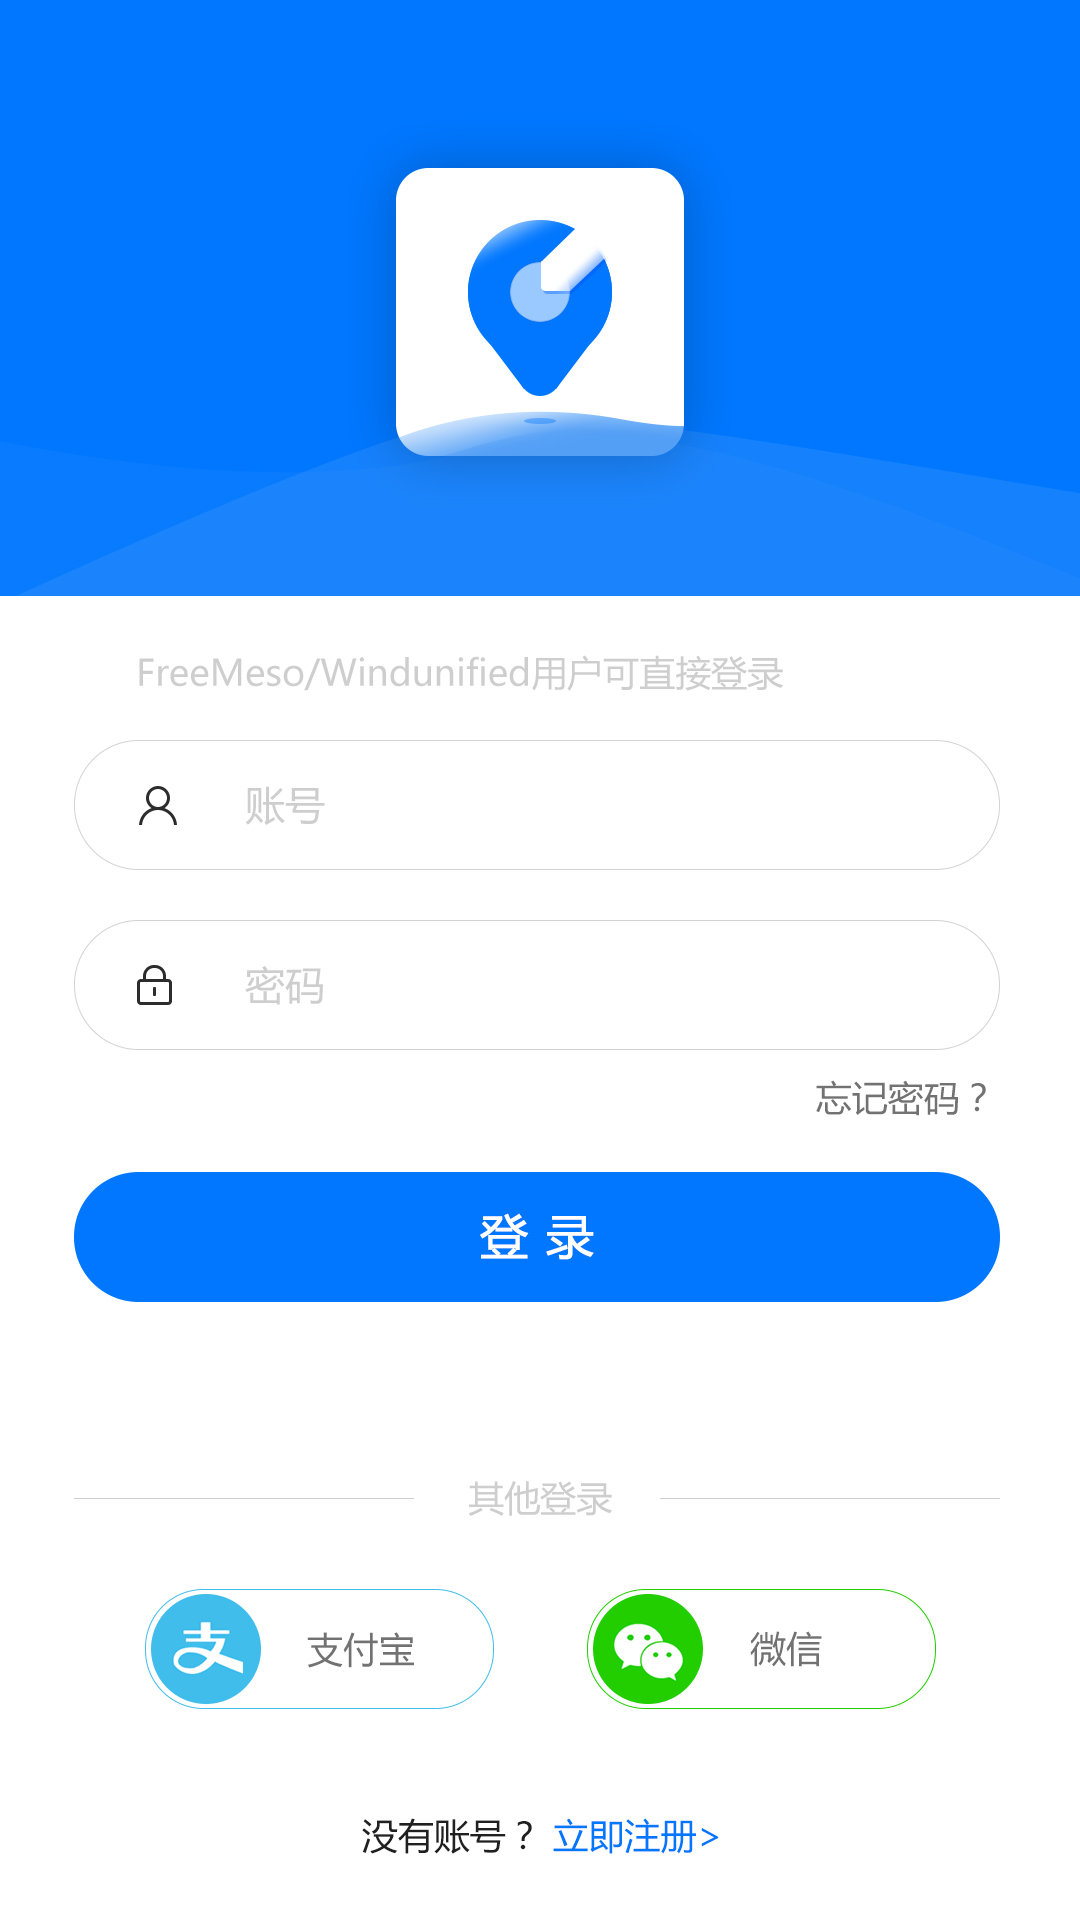 FreeMeso/Windunified用户可直接登录
账号
密码
忘记密码？
登 录
其他登录
支 支付宝 微信
没有账号？ 立即注册>